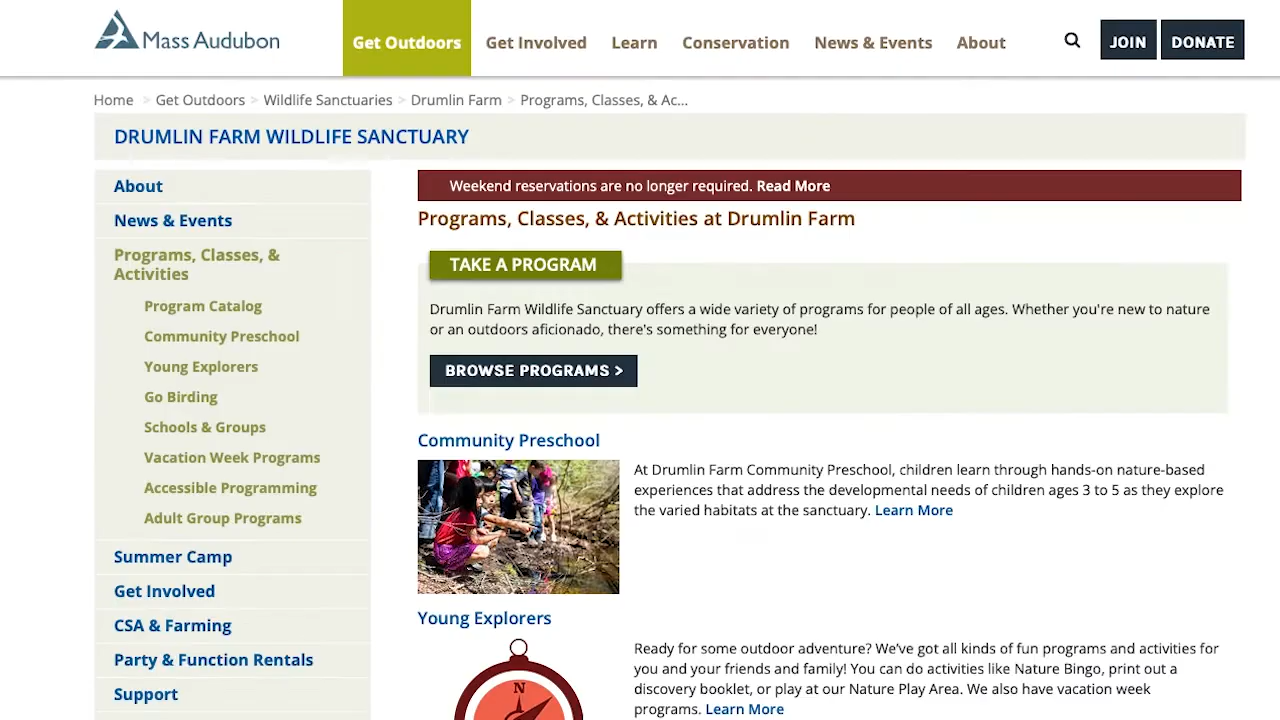 Mass Audubon
Get Outdoors
Get Involved
Learn
Conservation
News & Events
About
JOIN
DONATE
Home > Get Outdoors > Wildlife Sanctuaries > Drumlin Farm > Programs, Classes, & Ac...
DRUMLIN FARM WILDLIFE SANCTUARY
About
News & Events
Programs, Classes, &
Activities
Program Catalog
Community Preschool
Young Explorers
Go Birding
Schools & Groups
Vacation Week Programs
Accessible Programming
Adult Group Programs
Summer Camp
Get Involved
CSA & Farming
Party & Function Rentals
Support
Weekend reservations are no longer required. Read More
Programs, Classes, & Activities at Drumlin Farm
TAKE A PROGRAM
Drumlin Farm Wildlife Sanctuary offers a wide variety of programs for people of all ages. Whether you're new to nature
or an outdoors aficionado, there's something for everyone!
BROWSE PROGRAMS >
Community Preschool
At Drumlin Farm Community Preschool, children learn through hands-on nature-based
experiences that address the developmental needs of children ages 3 to 5 as they explore
the varied habitats at the sanctuary. Learn More
Young Explorers
N
Ready for some outdoor adventure? We've got all kinds of fun programs and activities for
you and your friends and family! You can do activities like Nature Bingo, print out a
discovery booklet, or play at our Nature Play Area. We also have vacation week
programs. Learn More